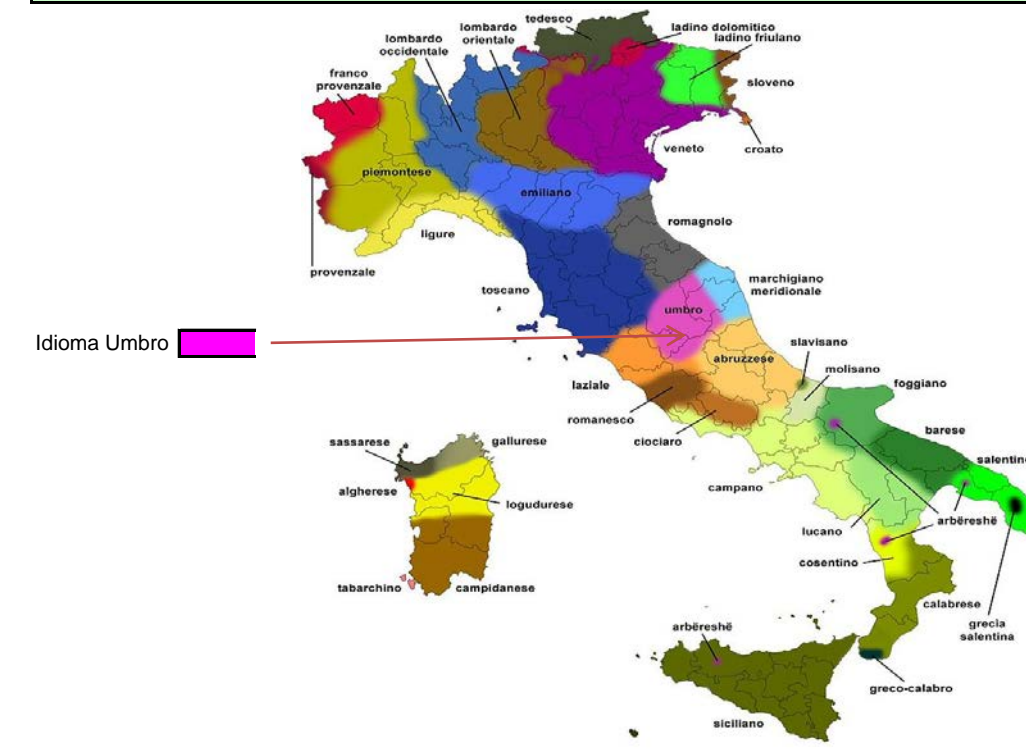 tedesco
ladino dolomitico
ladino friulano
lombardo
orientale
lombardo
occidentale
franco
provenzale
sloveno
croato
veneto
piemontese
emiliano
romagnolo
ligure
provenzale
toscano
marchigiano
meridionale
umbro
Idioma Umbro
slavisano
abruzzese
molisano
laziale
foggiano
romanesco
ciociaro
barese
sassarese
gallurese
salentino
algherese
campano
logudurese
arbëreshë
lucano
cosentino
tabarchino
campidanese
calabrese
grecia
salentina
arbëreshë
greco-calabro
siciliano